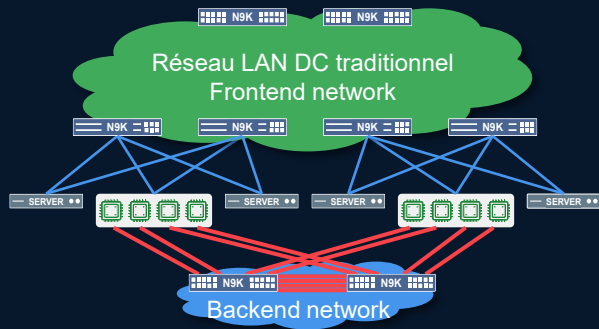 N9K N9K
Réseau LAN DC traditionnel
Frontend network
N9K N9K N9K N9K
SERVER SERVER SERVER SERVER
N9K N9K
Backend network